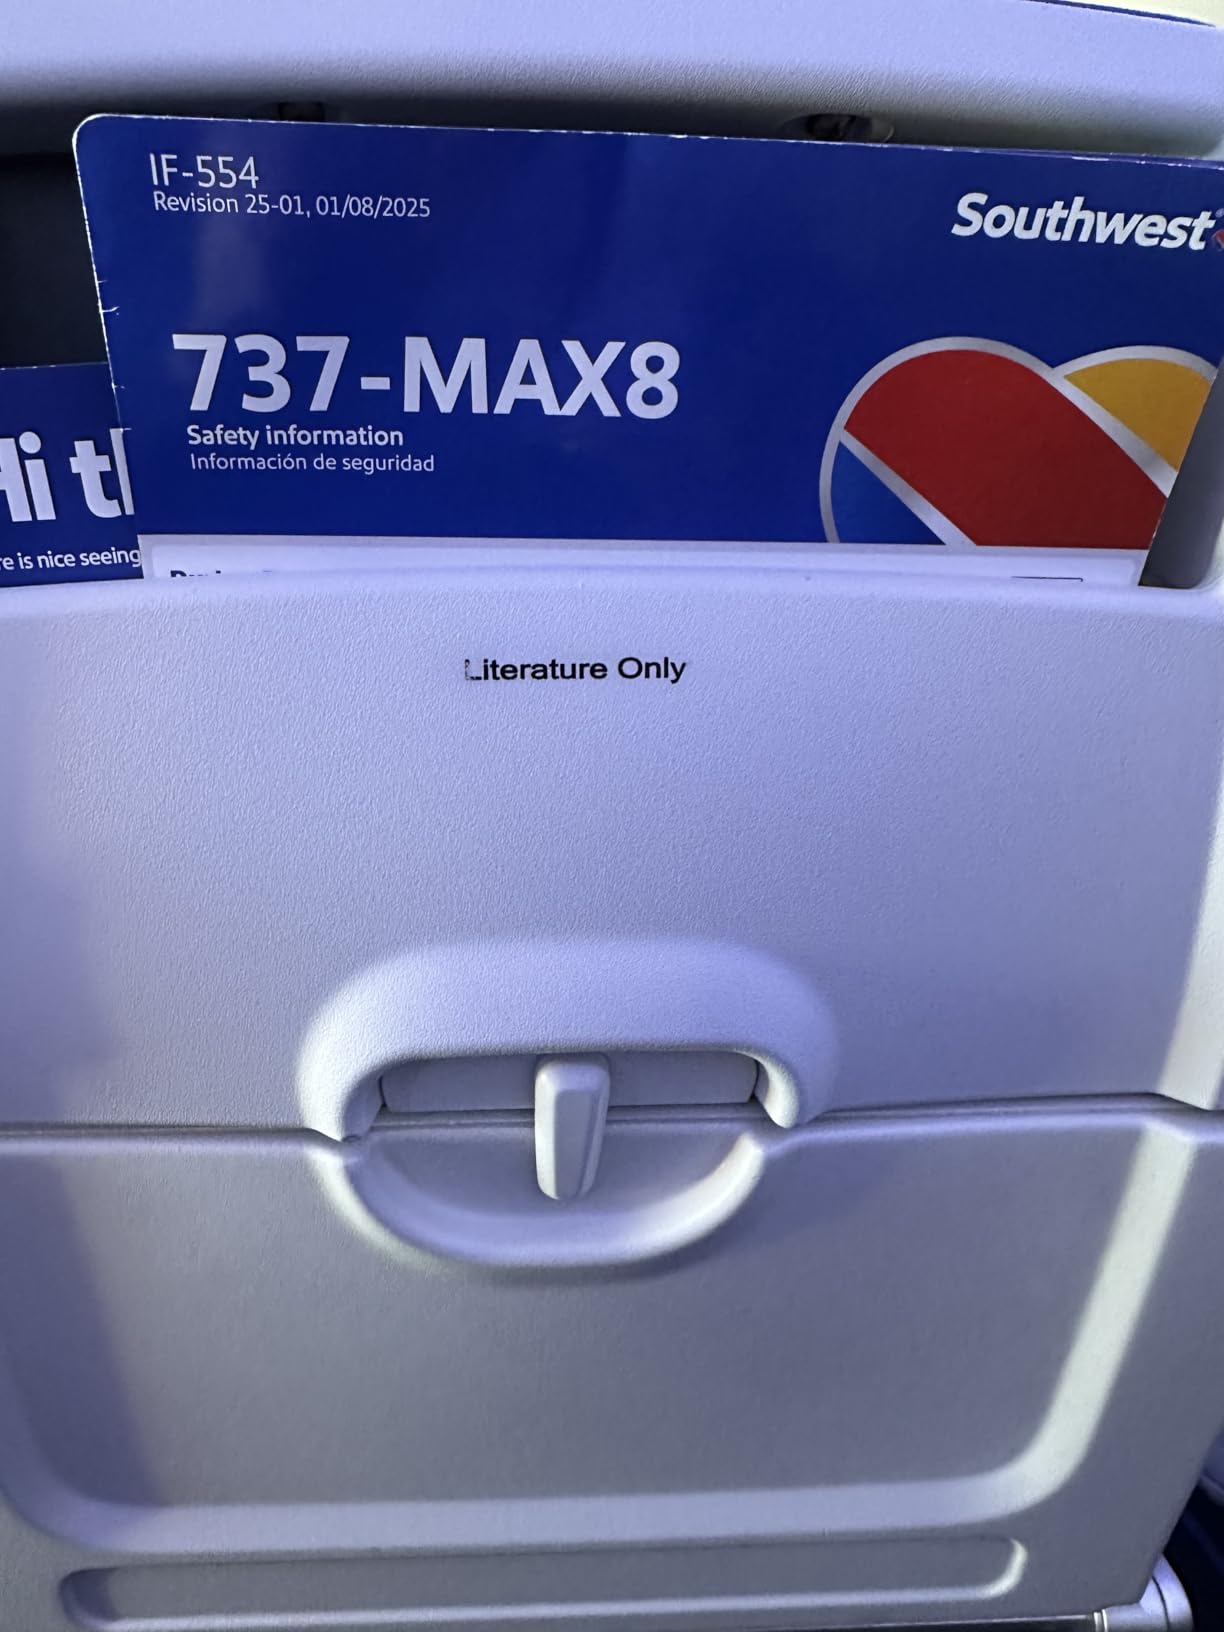 IF-554
Revision 25-01, 01/08/2025
Southwest
737-MAX8
Safety information
Información de seguridad
Hi
is nice seeing
Literature Only